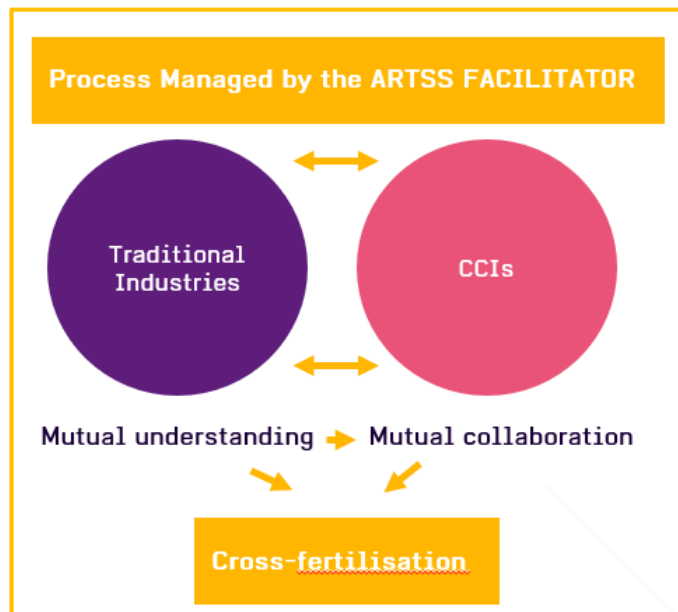 Process Managed by the ARTSS FACILITATOR
Traditional
Industries
CCIs
Mutual understanding
Mutual collaboration
Cross-fertilisation